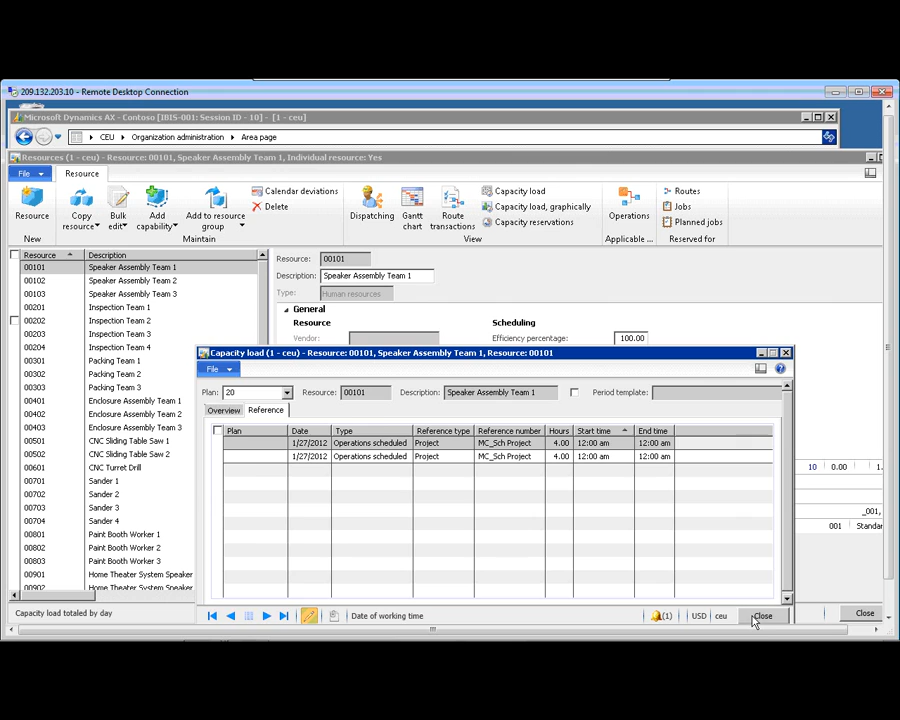 209.132.203.10 - Remote Desktop Connection
Microsoft Dynamics AX - Contoso [IBIS-001: Session ID - 10] - [1 - ceu]
CEU Organization administration Area page
Resources (1 - ceu) - Resource: 00101, Speaker Assembly Team 1, Individual resource: Yes
File Resource
Resource
Copy resource
Bulk edit
Add capability
Add to resource group
Calendar deviations
Delete
Dispatching
Gantt chart
Route transactions
Capacity load
Capacity load, graphically
Capacity reservations
Operations
Routes
Jobs
Planned jobs
New Maintain View Applicable ... Reserved for
Resource Description
00101 Speaker Assembly Team 1
00102 Speaker Assembly Team 2
00103 Speaker Assembly Team 3
00201 Inspection Team 1
00202 Inspection Team 2
00203 Inspection Team 3
00204 Inspection Team 4
00301 Packing Team 1
00302 Packing Team 2
00303 Packing Team 3
00401 Enclosure Assembly Team 1
00402 Enclosure Assembly Team 2
00403 Enclosure Assembly Team 3
00501 CNC Sliding Table Saw 1
00502 CNC Sliding Table Saw 2
00601 CNC Turret Drill
00701 Sander 1
00702 Sander 2
00703 Sander 3
00704 Sander 4
00801 Paint Booth Worker 1
00802 Paint Booth Worker 2
00803 Paint Booth Worker 3
00901 Home Theater System Speaker
00902 Home Theater System Speaker
Resource: 00101
Description: Speaker Assembly Team 1
Type: Human resources
General
Resource Scheduling
Vendor: Efficiency percentage: 100.00
Capacity load (1 - ceu) - Resource: 00101, Speaker Assembly Team 1, Resource: 00101
File
Plan: 20 Resource: 00101 Description: Speaker Assembly Team 1 Period template:
Overview Reference
Plan Date Type Reference type Reference number Hours Start time End time
1/27/2012 Operations scheduled Project MC_Sch Project 4.00 12:00 am 12:00 am
1/27/2012 Operations scheduled Project MC_Sch Project 4.00 12:00 am 12:00 am
10 0.00 1.
_001,
001 Standar
Date of working time (1) USD ceu Close
Capacity load totaled by day Close